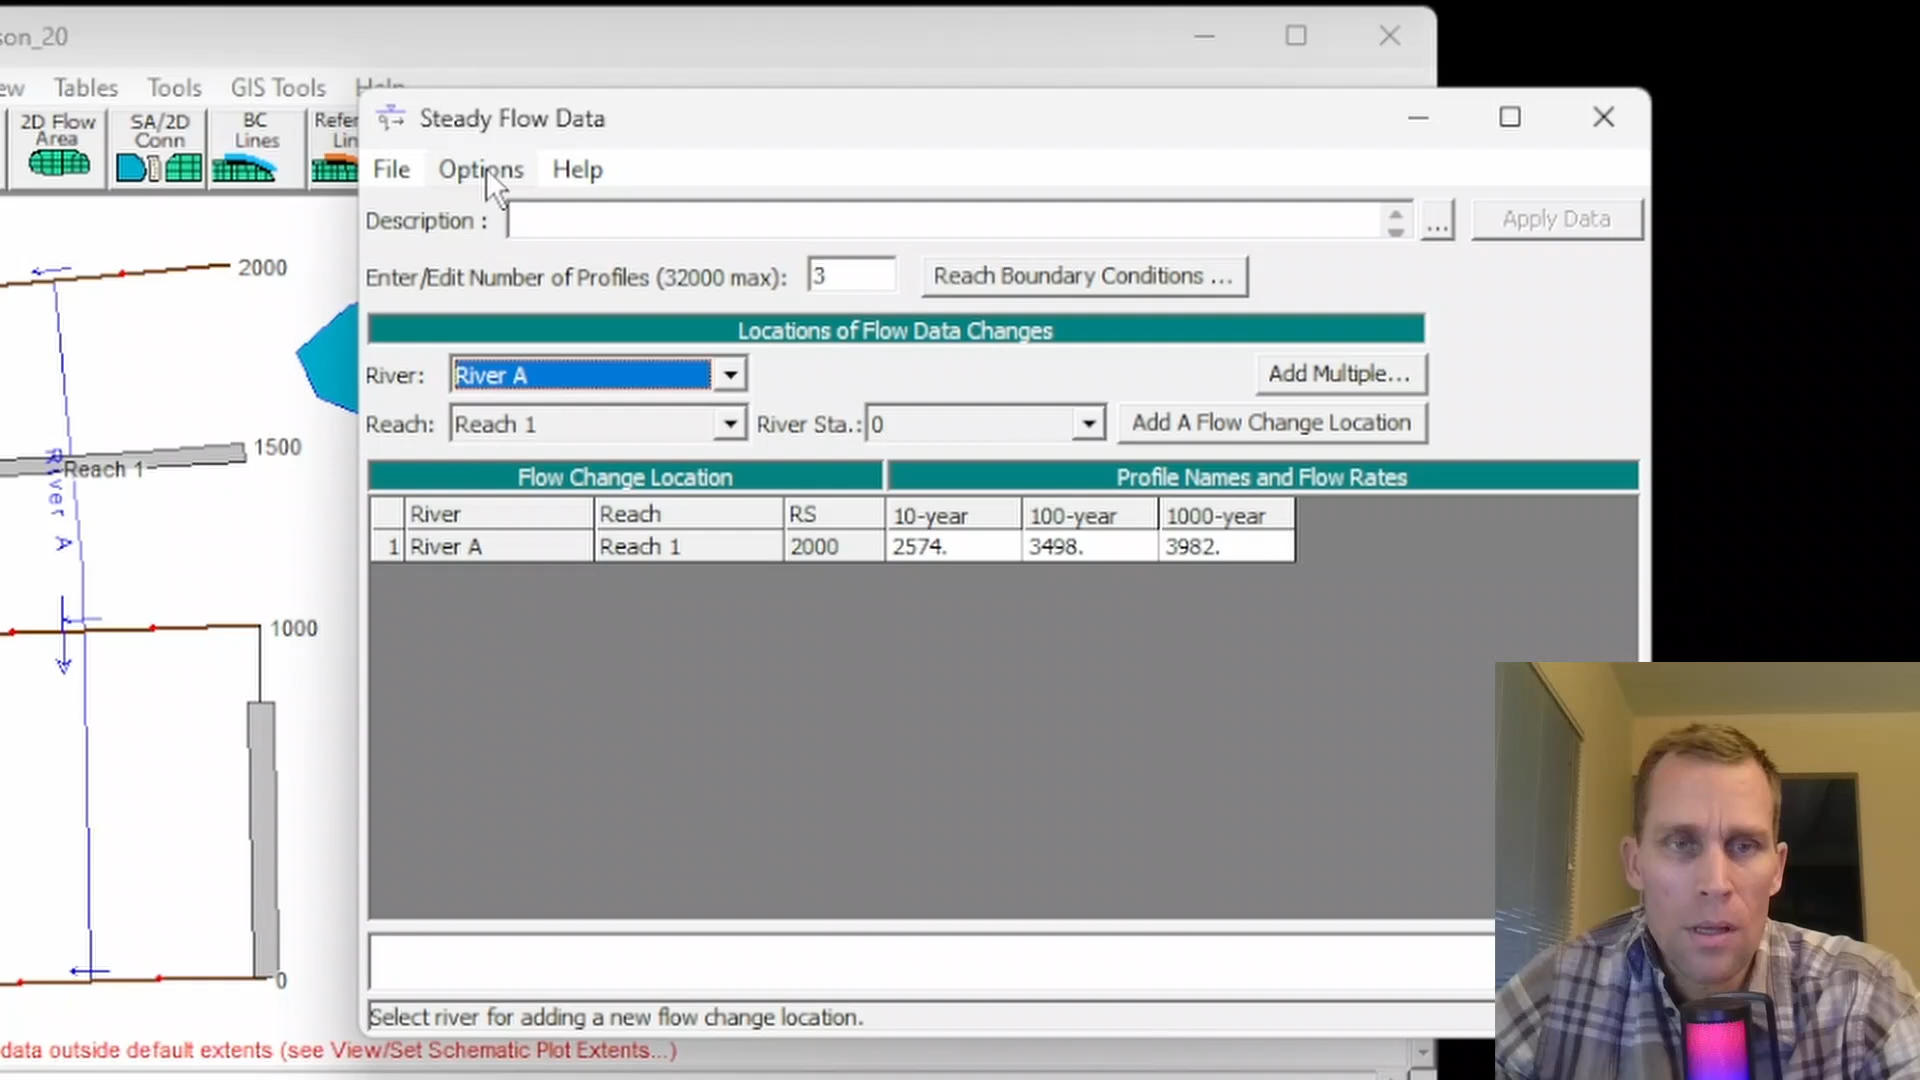 son_20
ew Tables Tools GIS Tools Help
2D Flow Area
SA/2D Conn
BC Lines
Refer
Lin
Steady Flow Data
File Options Help
Description : ... Apply Data
Enter/Edit Number of Profiles (32000 max): 3 Reach Boundary Conditions ...
Locations of Flow Data Changes
River: River A Add Multiple...
Reach: Reach 1 River Sta.: 0 Add A Flow Change Location
Flow Change Location Profile Names and Flow Rates
River Reach RS 10-year 100-year 1000-year
1 River A Reach 1 2000 2574. 3498. 3982.
Select river for adding a new flow change location.
2000
1500
Reach 1
River A
1000
0
data outside default extents (see View/Set Schematic Plot Extents...)